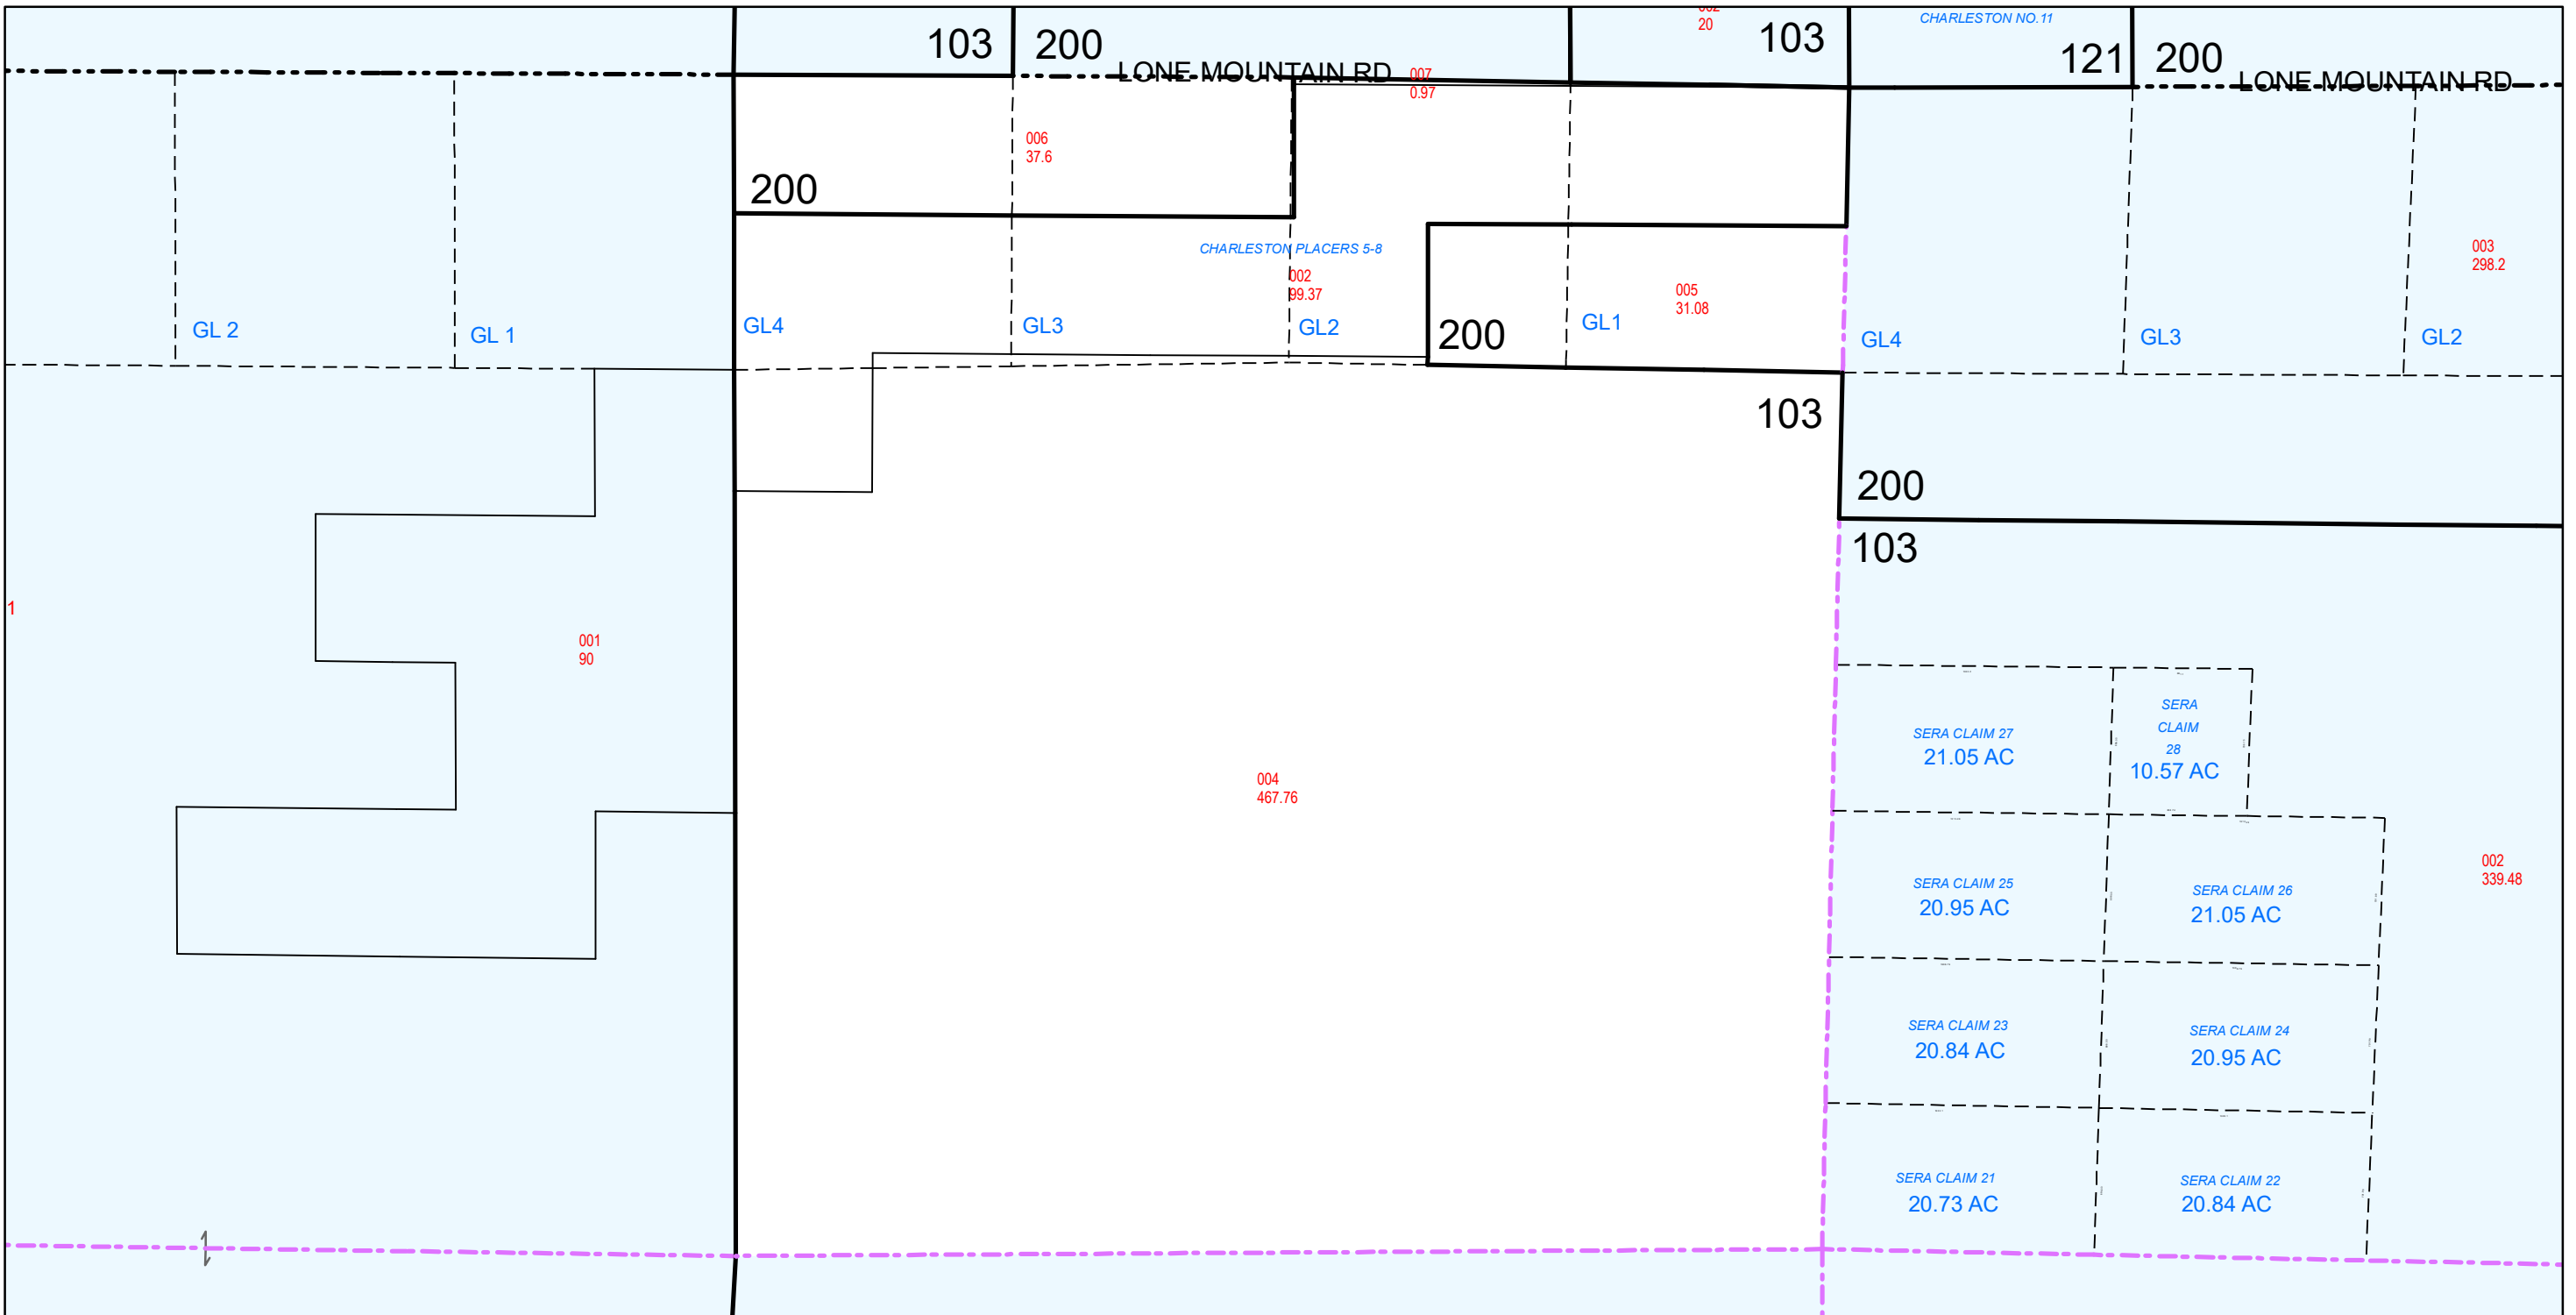 103
200
20
103
CHARLESTON NO.11
121
200
LONE MOUNTAIN RD
007
0.97
LONE MOUNTAIN RD
006
37.6
200
CHARLESTON PLACERS 5-8
002
99.37
005
31.08
003
298.2
GL 2
GL 1
GL4
GL3
GL2
200
GL1
GL4
GL3
GL2
103
200
103
1
001
90
004
467.76
SERA CLAIM 27
21.05 AC
SERA
CLAIM
28
10.57 AC
002
339.48
SERA CLAIM 25
20.95 AC
SERA CLAIM 26
21.05 AC
SERA CLAIM 23
20.84 AC
SERA CLAIM 24
20.95 AC
SERA CLAIM 21
20.73 AC
SERA CLAIM 22
20.84 AC